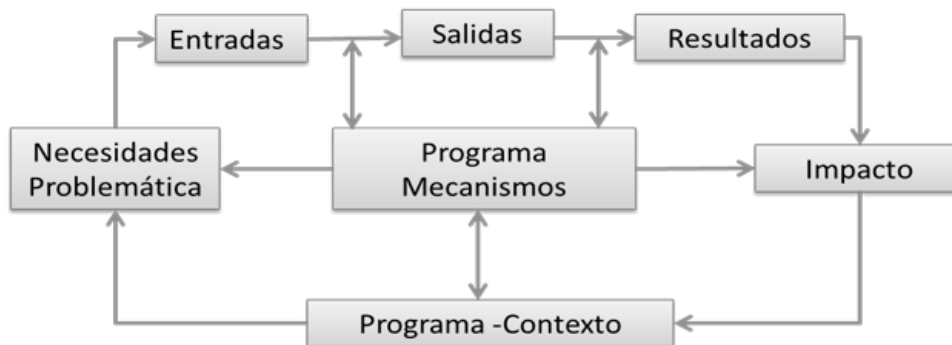 Entradas
Salidas
Resultados
Necesidades
Problemática
Programa
Mecanismos
Impacto
Programa -Contexto